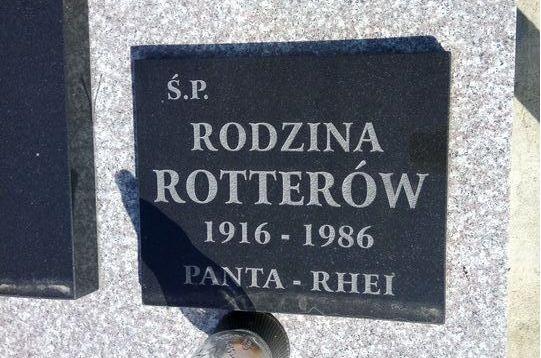 Ś.P.
RODZINA
ROTTERÓW
1916 - 1986
PANTA - RHEI